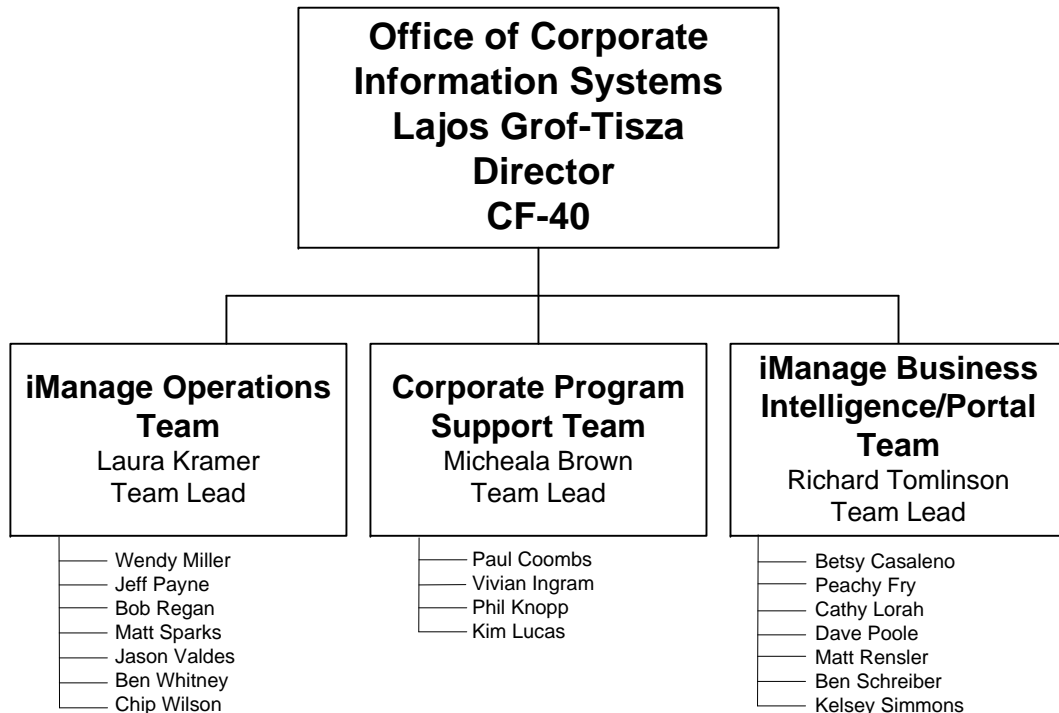 Office of Corporate
Information Systems
Lajos Grof-Tisza
Director
CF-40
iManage Operations
Team
Laura Kramer
Team Lead
Wendy Miller
Jeff Payne
Bob Regan
Matt Sparks
Jason Valdes
Ben Whitney
Chip Wilson
Corporate Program
Support Team
Micheala Brown
Team Lead
Paul Coombs
Vivian Ingram
Phil Knopp
Kim Lucas
iManage Business
Intelligence/Portal
Team
Richard Tomlinson
Team Lead
Betsy Casaleno
Peachy Fry
Cathy Lorah
Dave Poole
Matt Rensler
Ben Schreiber
Kelsey Simmons